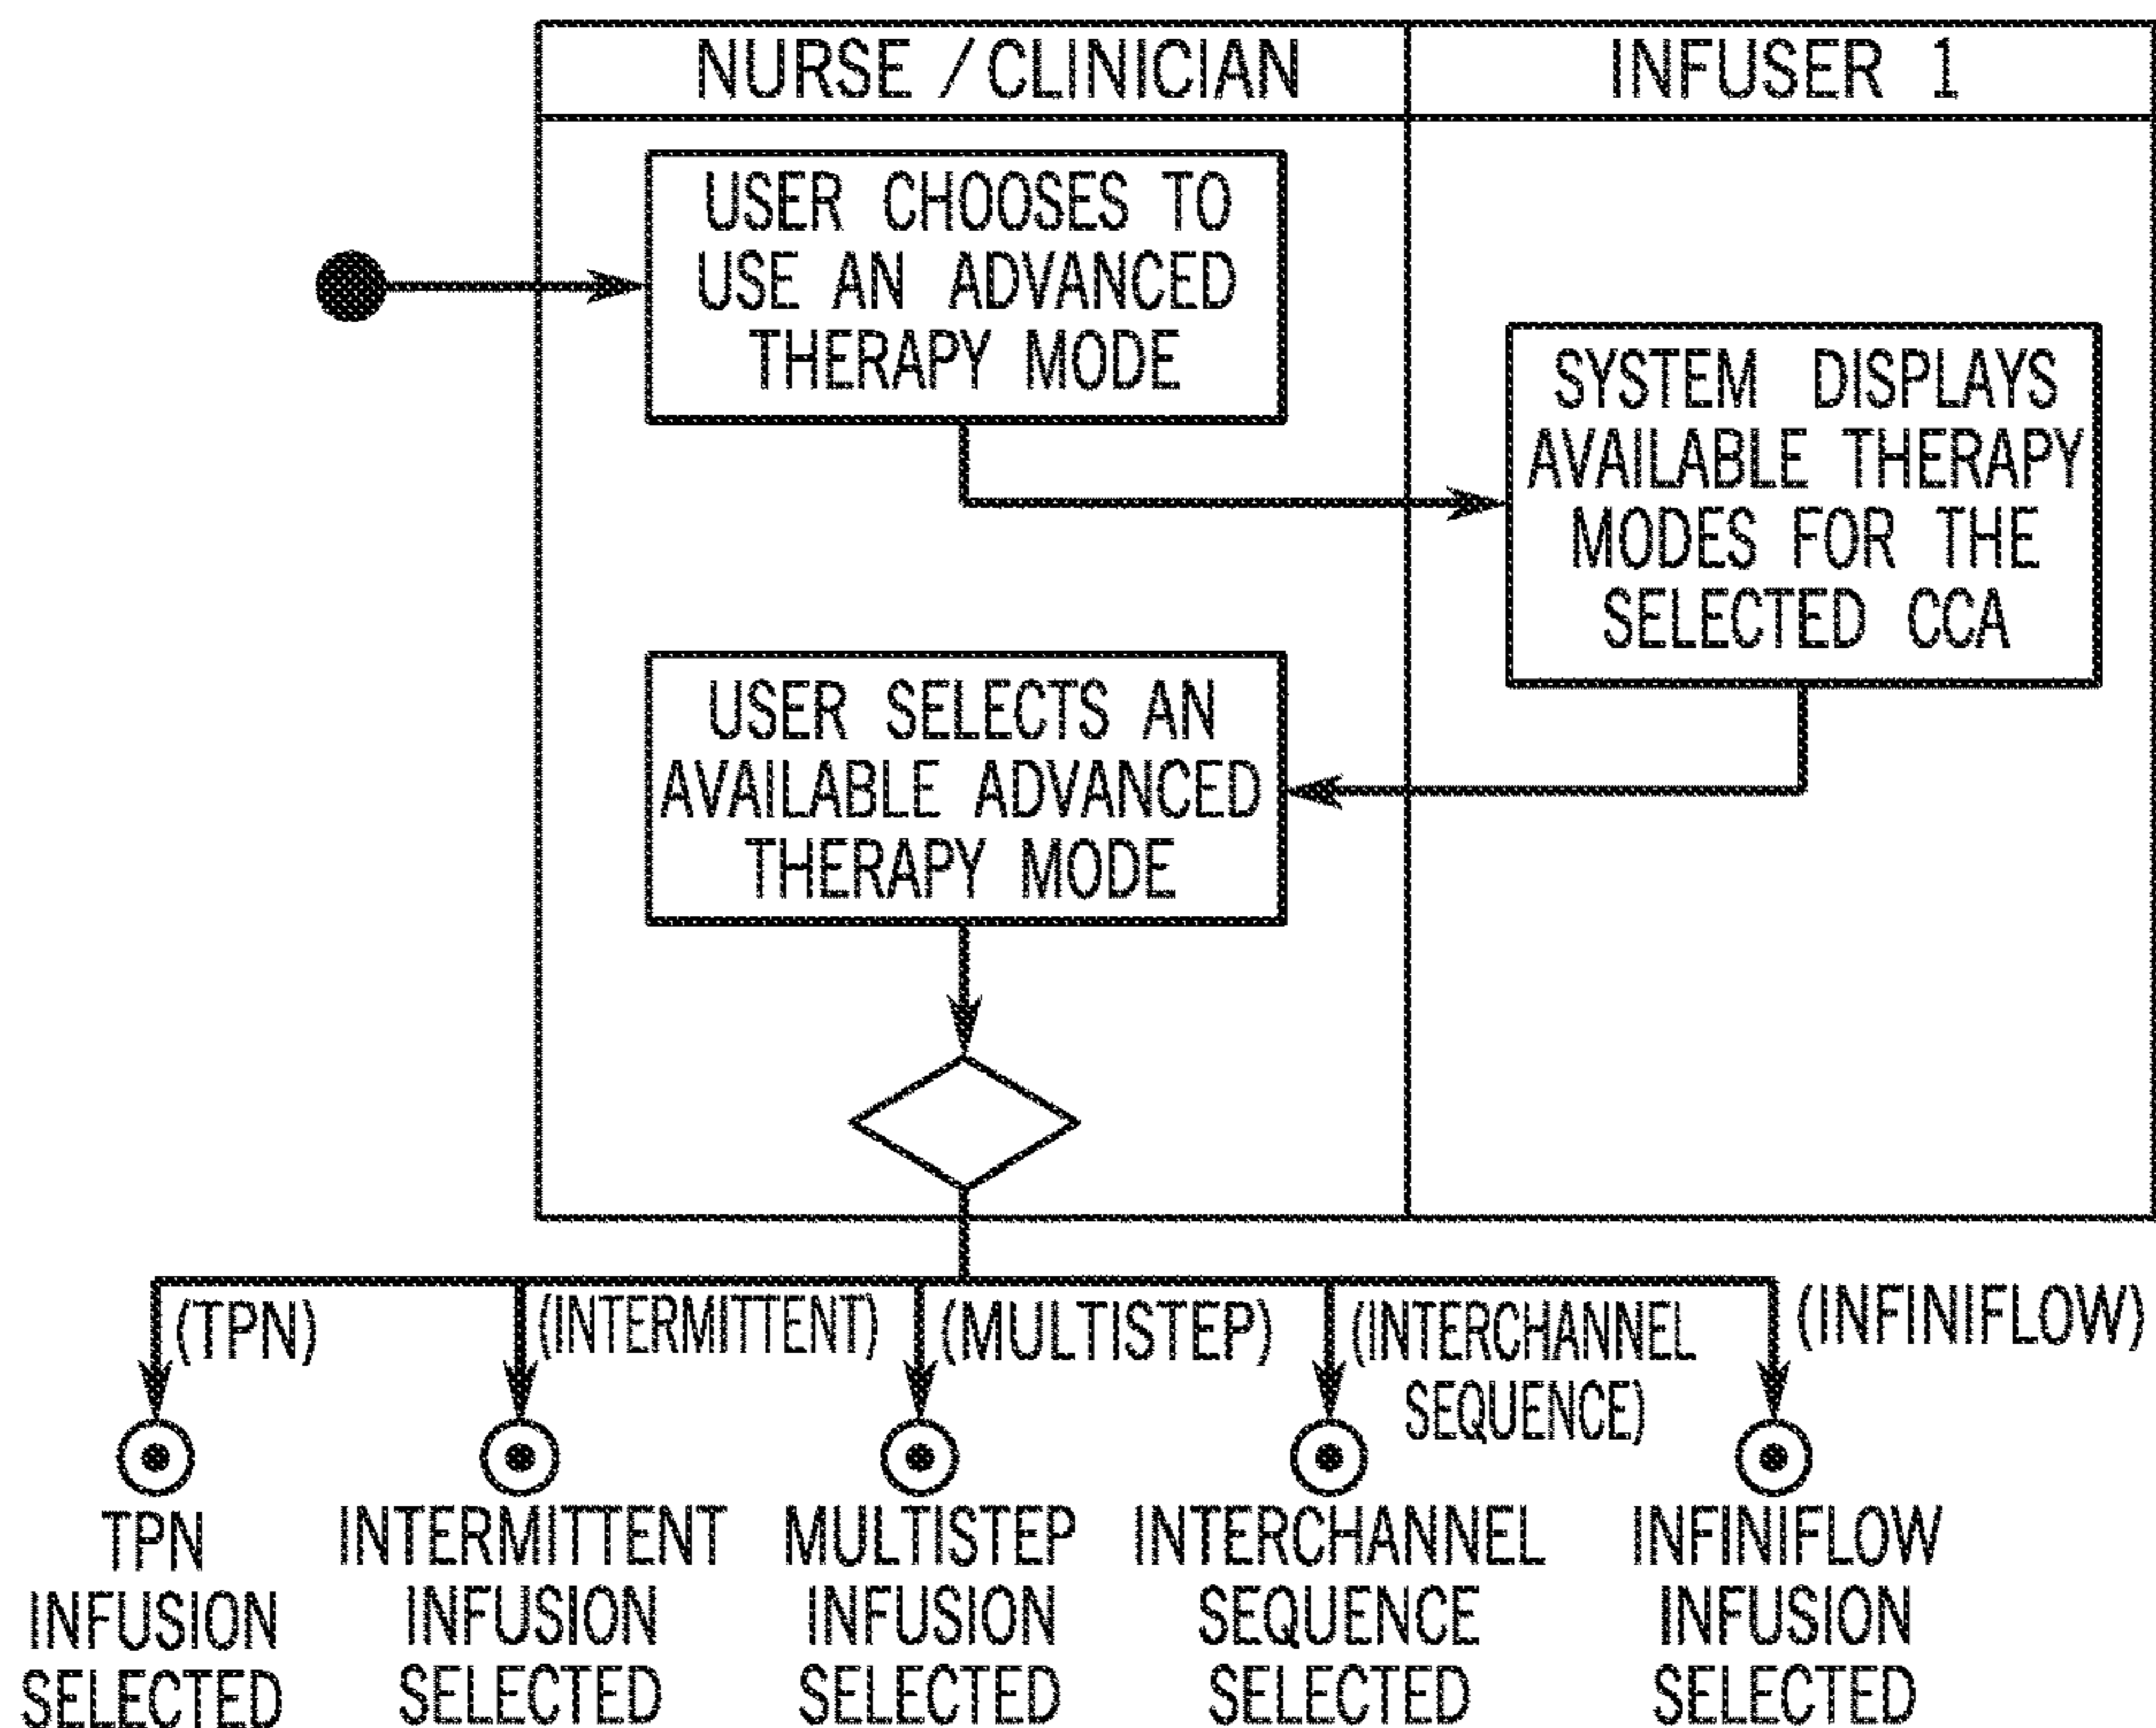 NURSE / CLINICIAN
INFUSER 1
USER CHOOSES TO
USE AN ADVANCED
THERAPY MODE
SYSTEM DISPLAYS
AVAILABLE THERAPY
MODES FOR THE
SELECTED CCA
USER SELECTS AN
AVAILABLE ADVANCED
THERAPY MODE
(TPN)
(INTERMITTENT)
(MULTISTEP)
(INTERCHANNEL
SEQUENCE)
(INFINIFLOW)
TPN
INFUSION
SELECTED
INTERMITTENT
INFUSION
SELECTED
MULTISTEP
INFUSION
SELECTED
INTERCHANNEL
SEQUENCE
SELECTED
INFINIFLOW
INFUSION
SELECTED